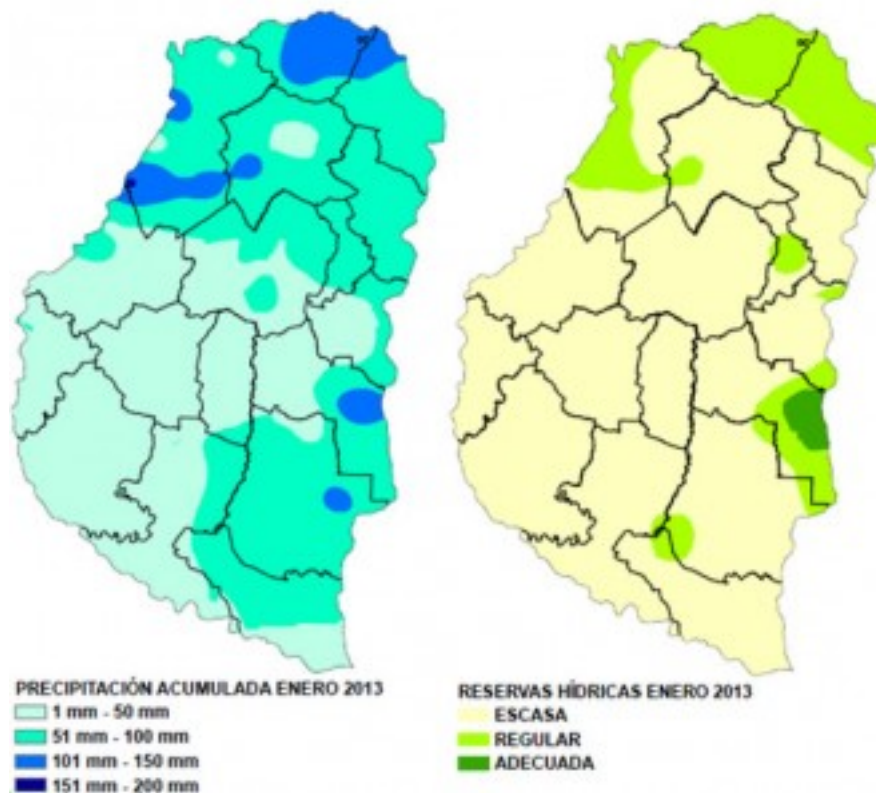 PRECIPITACIÓN ACUMULADA ENERO 2013
1 mm - 50 mm
51 mm - 100 mm
101 mm - 150 mm
151 mm - 200 mm
RESERVAS HÍDRICAS ENERO 2013
ESCASA
REGULAR
ADECUADA